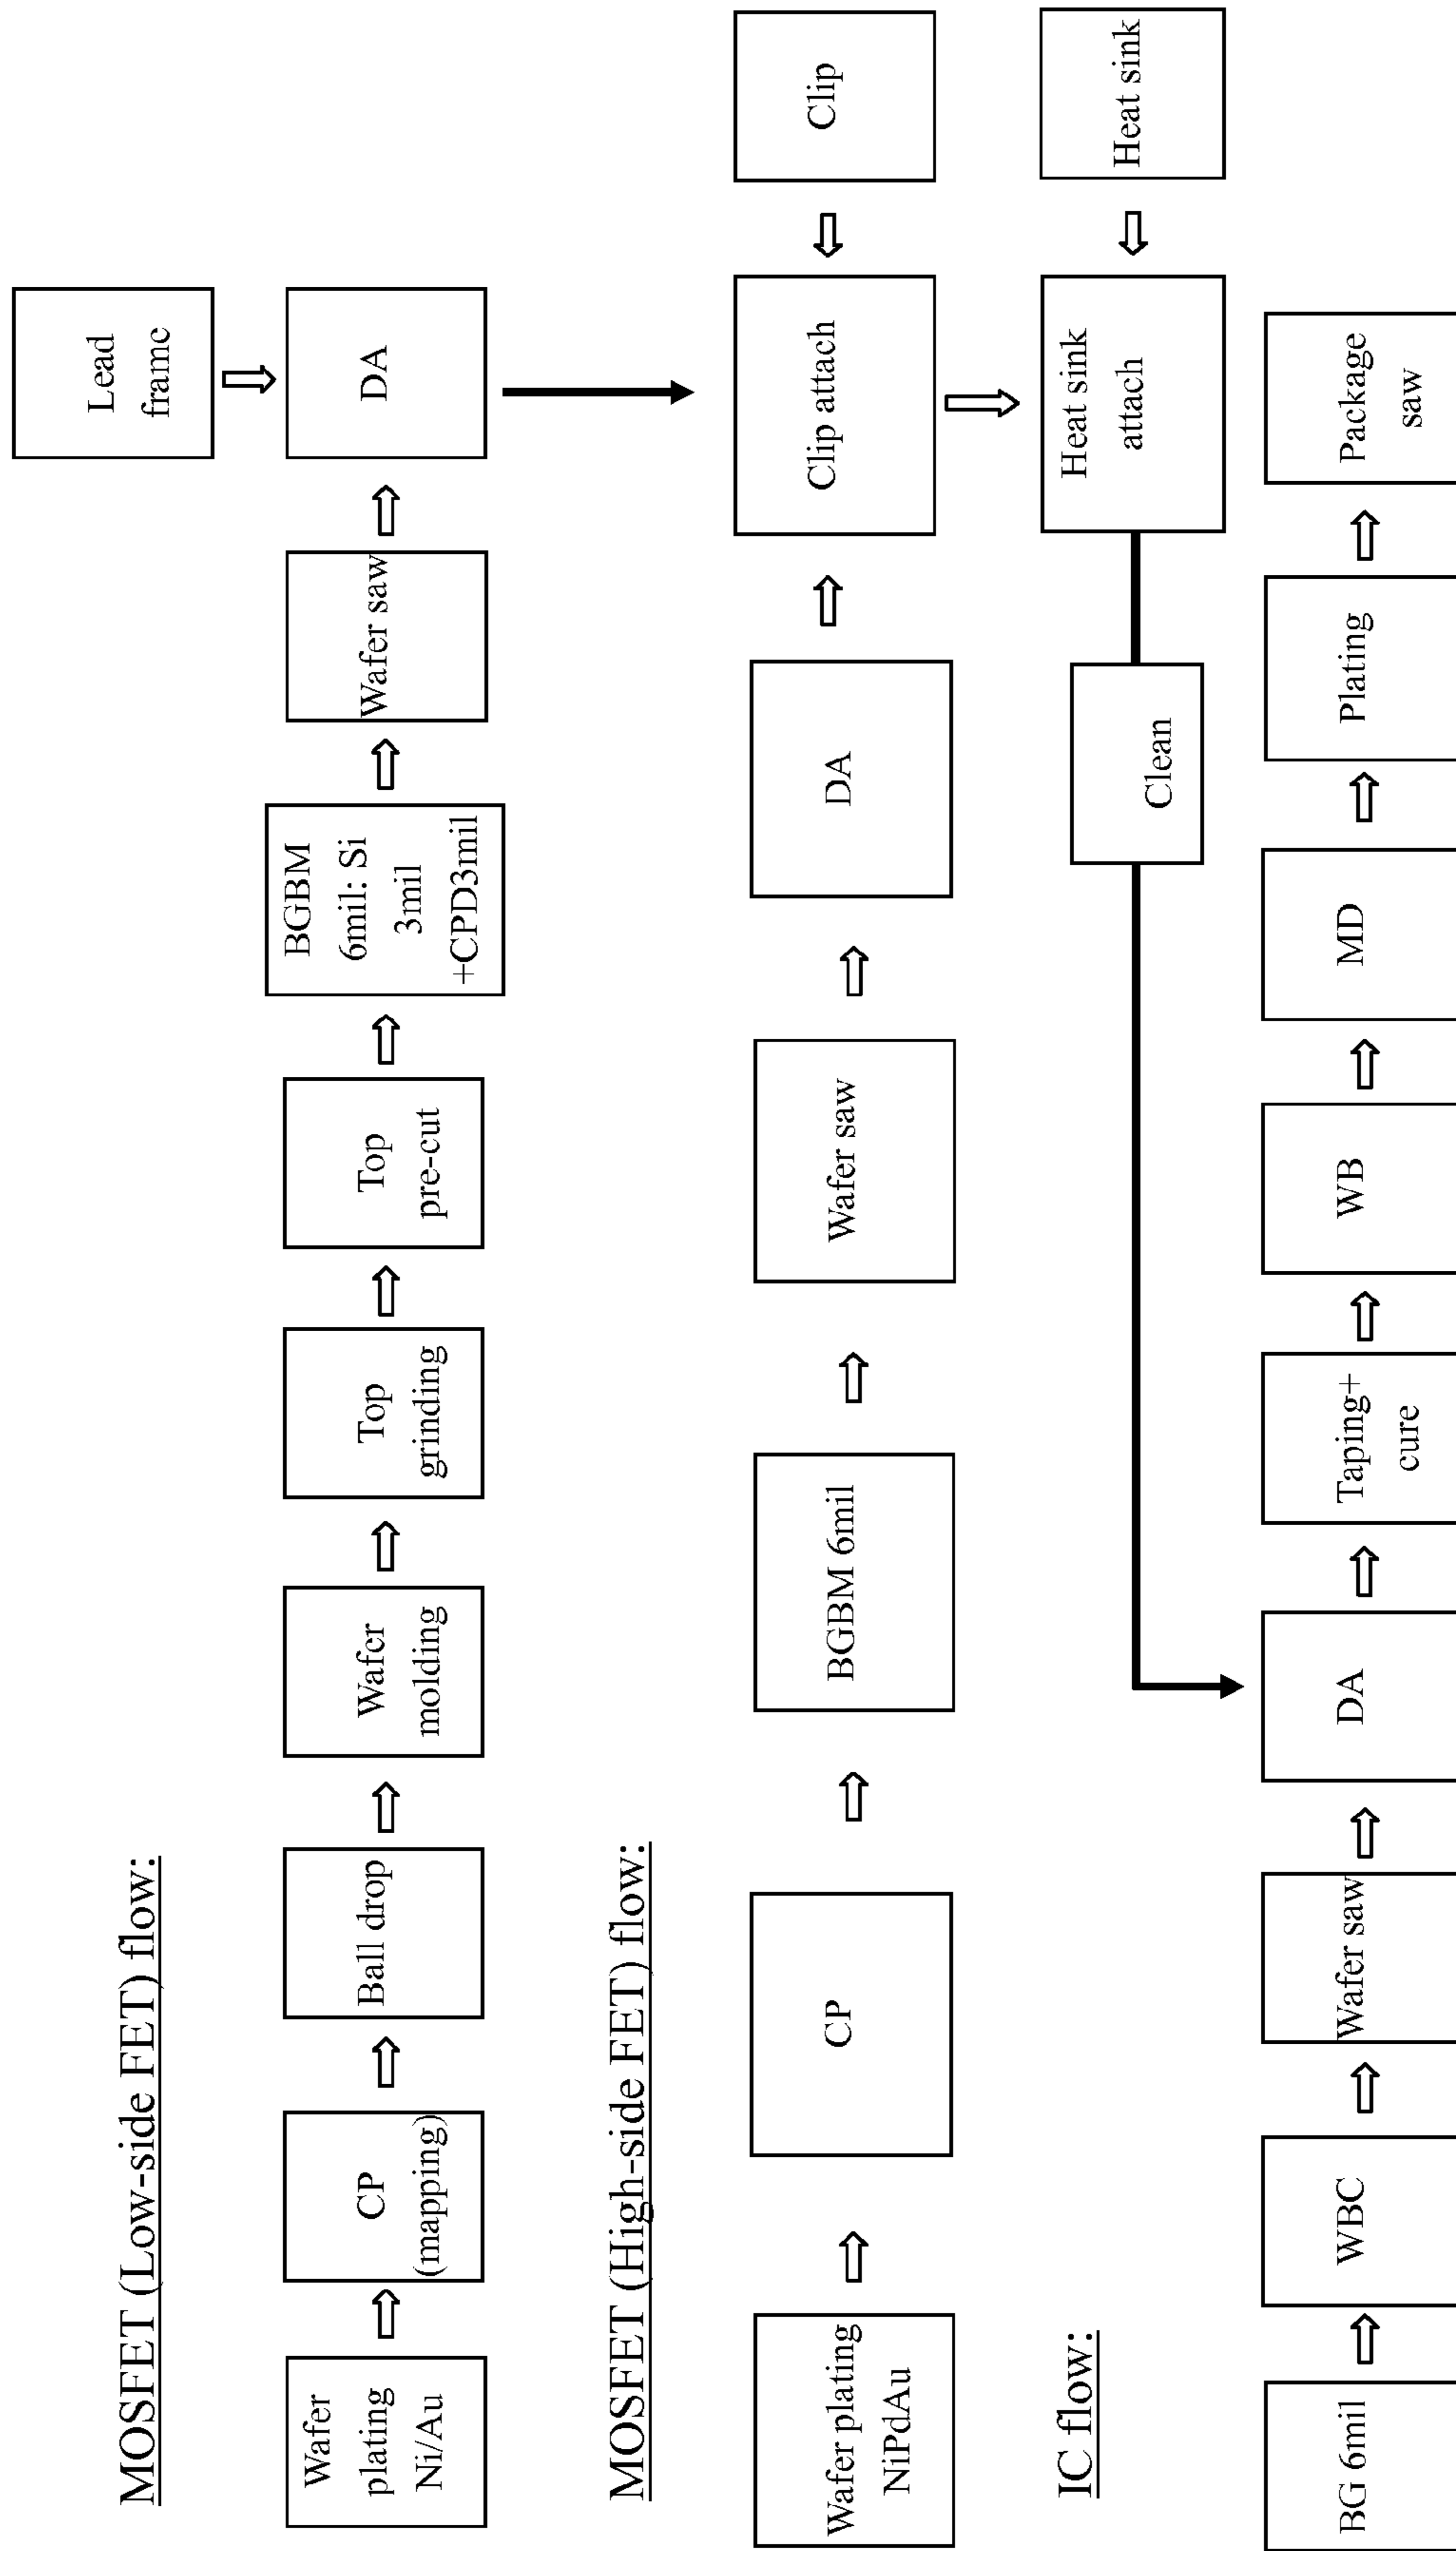 MOSFET (Low-side FET) flow:
Wafer
plating
Ni/Au
CP
(mapping)
Ball drop
Wafer
molding
Top
grinding
Top
pre-cut
BGBM
6mil: Si
3mil
+CPD3mil
Wafer saw
DA
Lead
frame
MOSFET (High-side FET) flow:
Wafer plating
NiPdAu
CP
BGBM 6mil
Wafer saw
DA
Clip attach
Clip
IC flow:
Heat sink
attach
Heat sink
Clean
BG 6mil
WBC
Wafer saw
DA
Taping+
cure
WB
MD
Plating
Package
saw